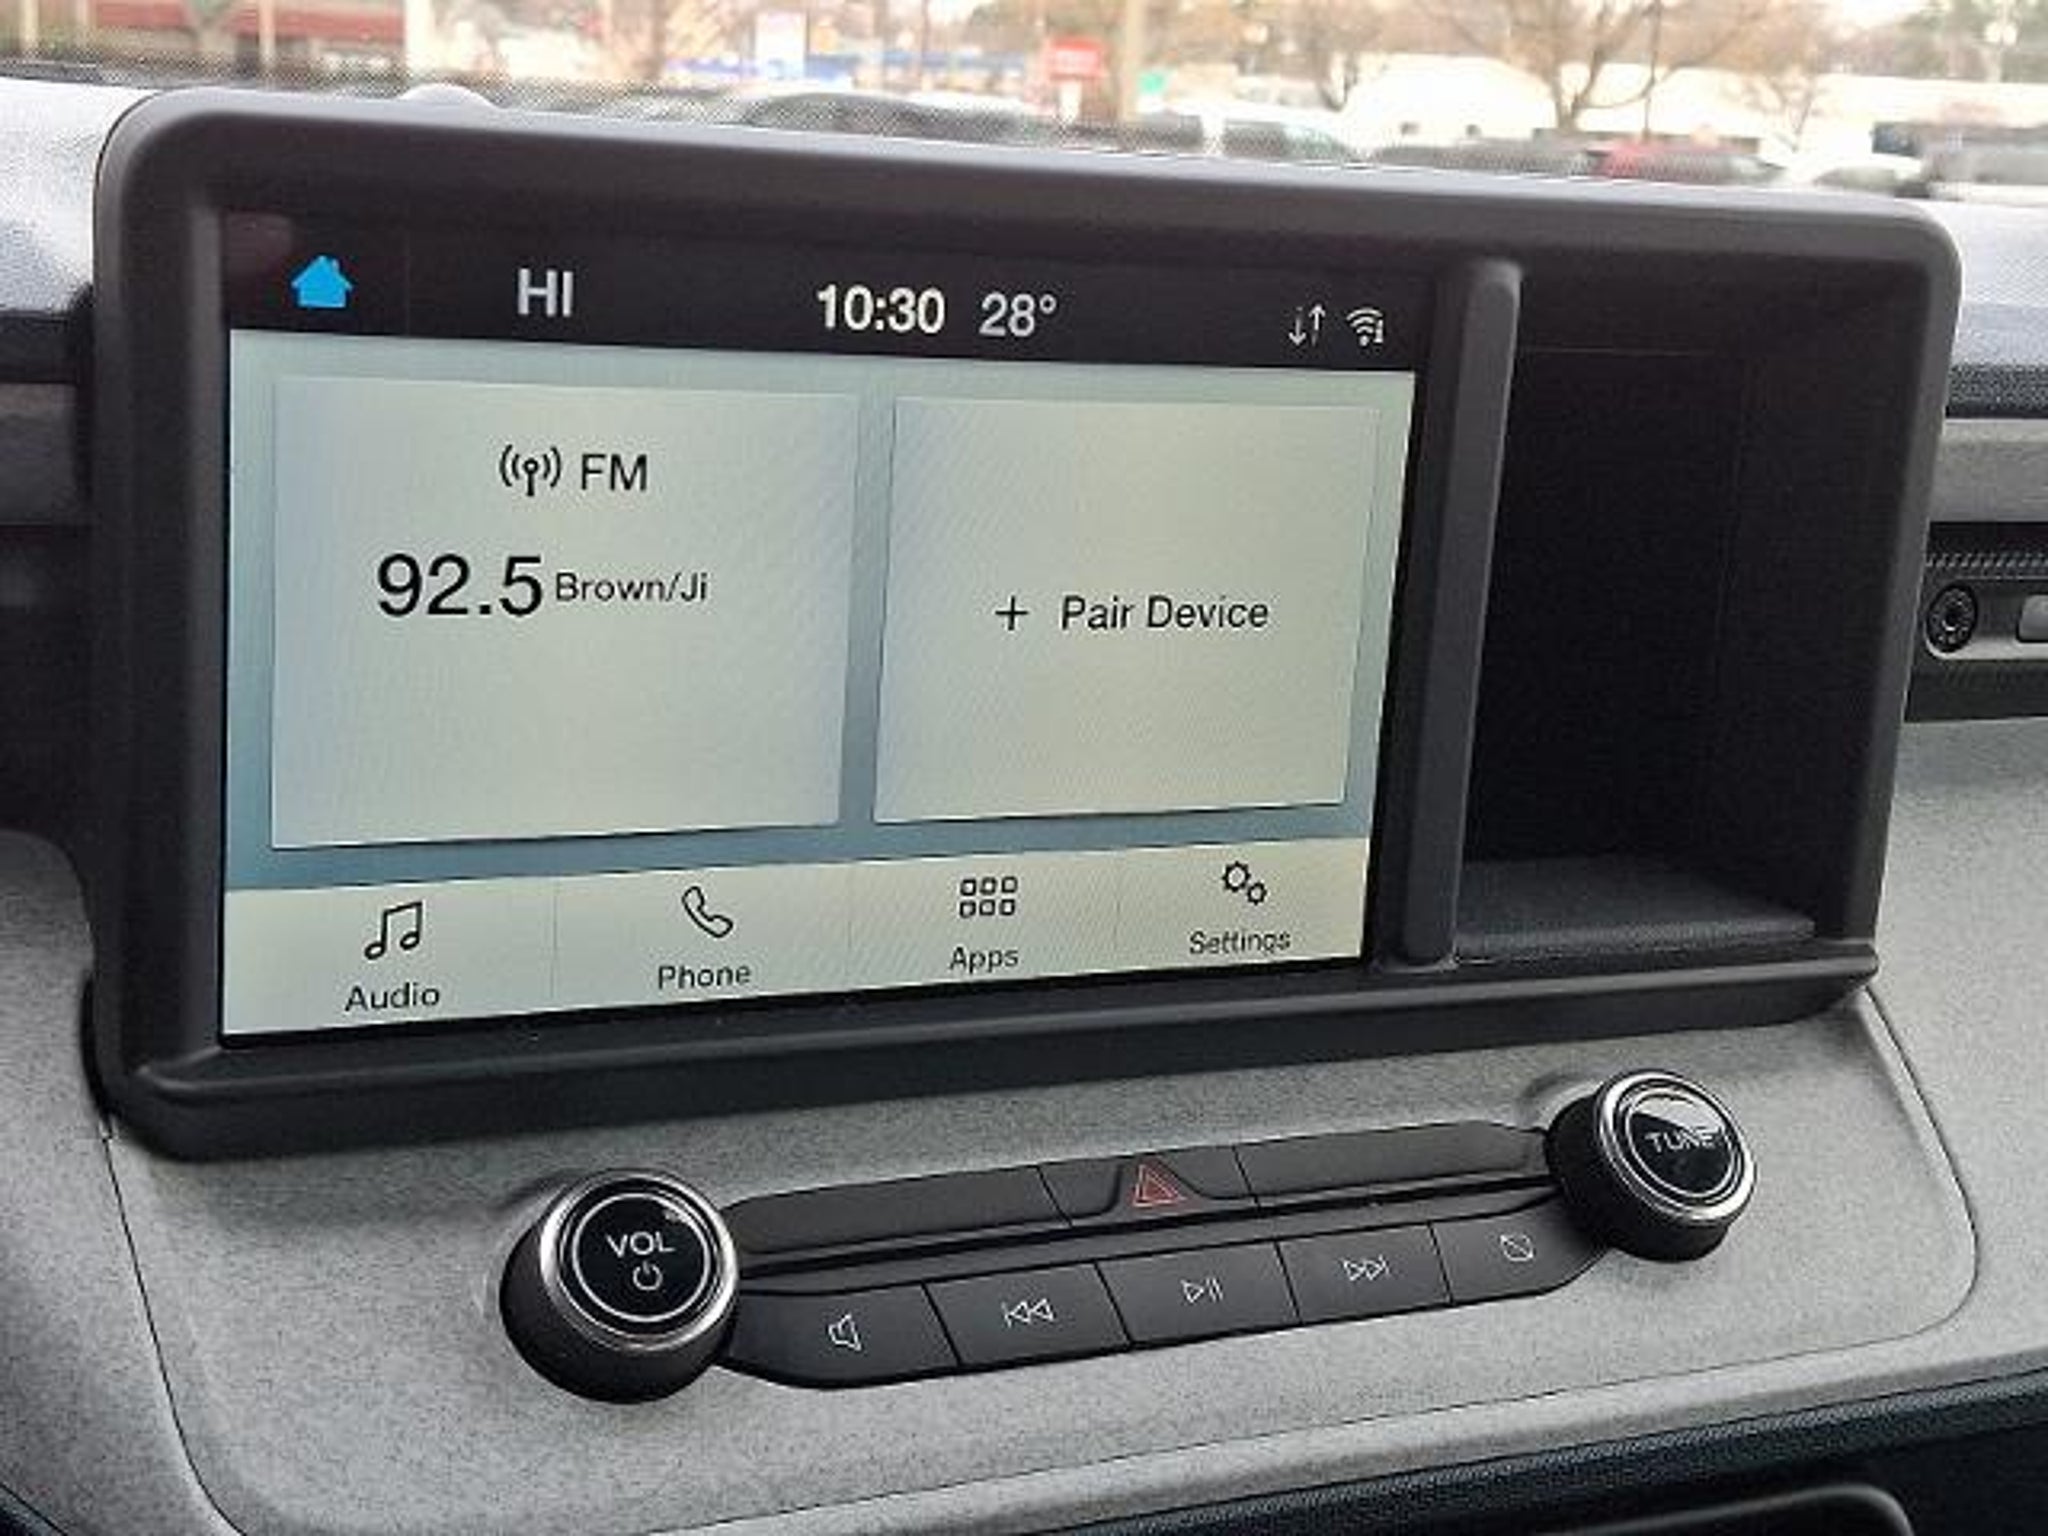 HI
10:30 28°
FM
92.5 Brown/Ji
+ Pair Device
Audio
Phone
Apps
Settings
VOL
TUNE